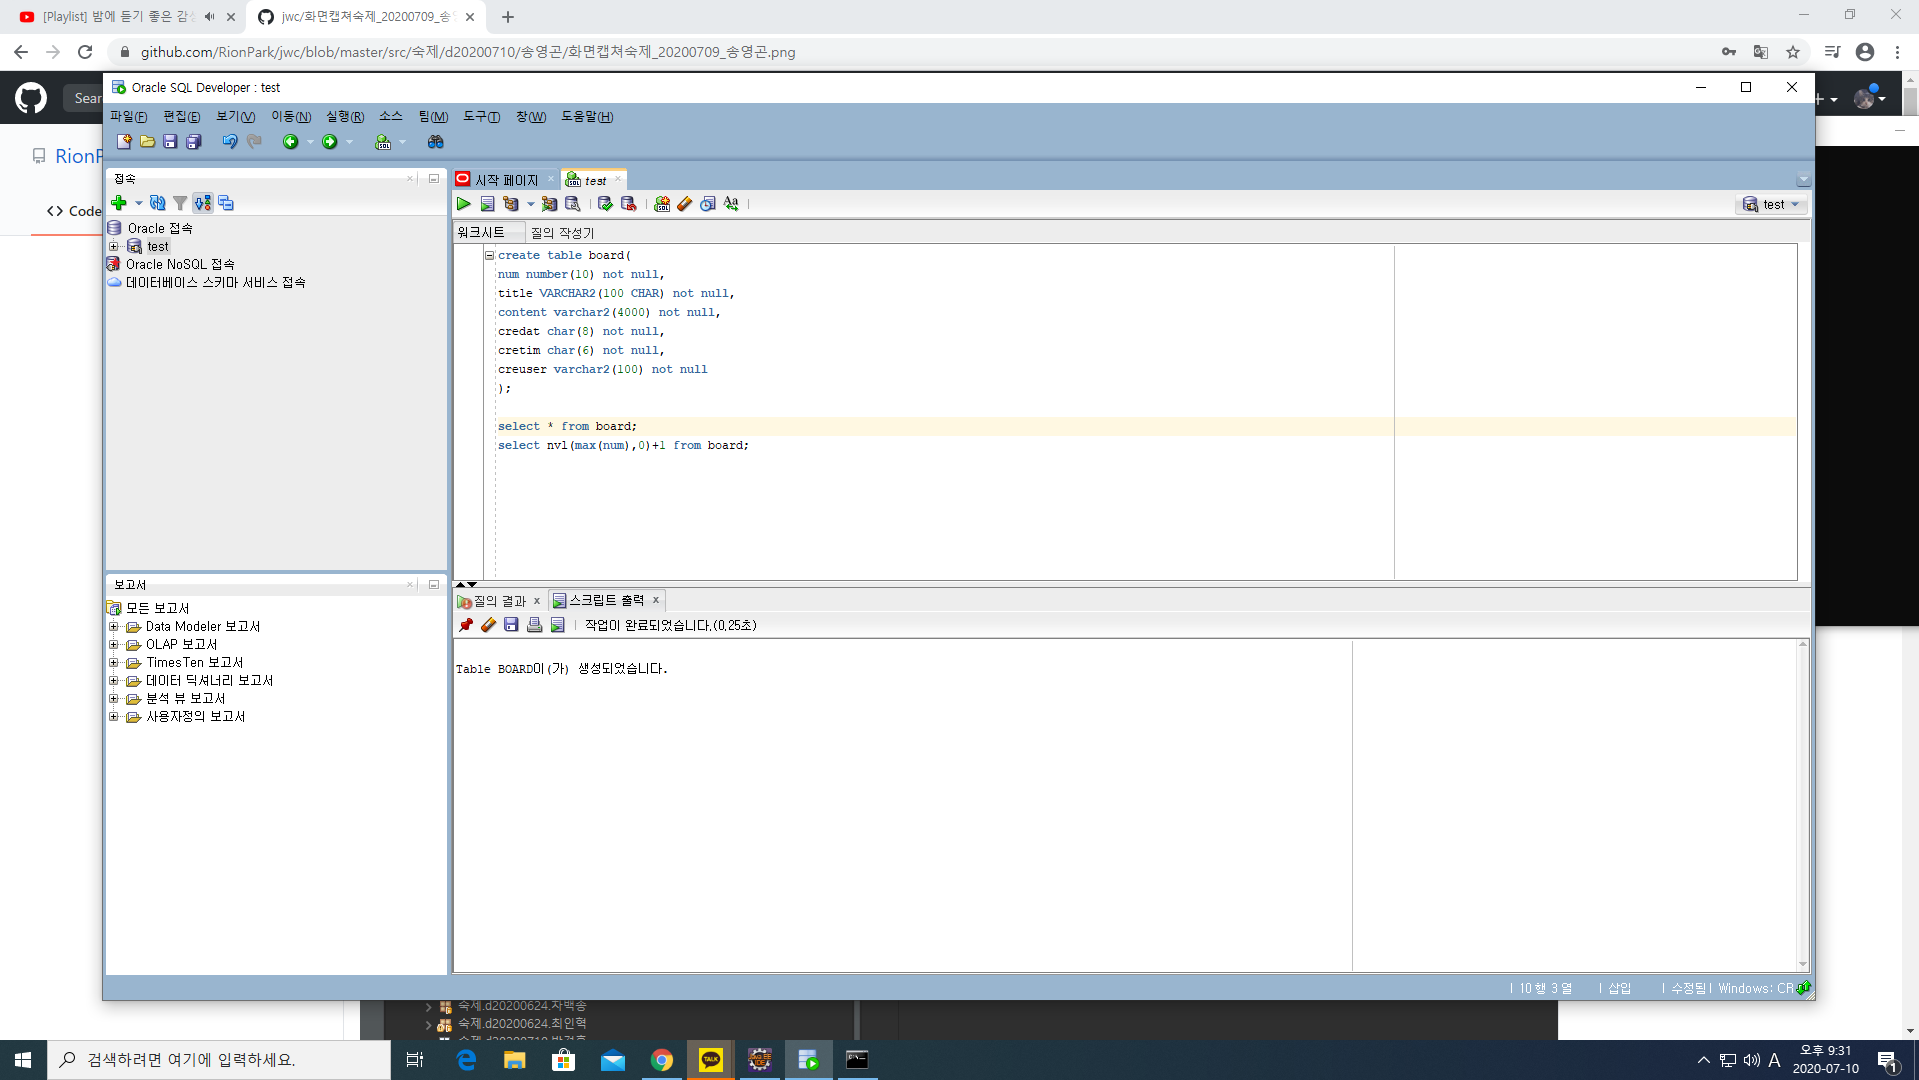 [Playlist] 밤에 듣기 좋은 감성
jwc/화면캡쳐숙제_20200709_송영
github.com/RionPark/jwc/blob/master/src/숙제/d20200710/송영곤/화면캡쳐숙제_20200709_송영곤.png
Sear
RionP
<> Code
Oracle SQL Developer : test
파일(F) 편집(E) 보기(V) 이동(N) 실행(R) 소스 팀(M) 도구(T) 창(W) 도움말(H)
접속
Oracle 접속
test
Oracle NoSQL 접속
데이터베이스 스키마 서비스 접속
보고서
모든 보고서
Data Modeler 보고서
OLAP 보고서
TimesTen 보고서
데이터 딕셔너리 보고서
분석 뷰 보고서
사용자정의 보고서
시작 페이지 test
test
워크시트 질의 작성기
create table board(
num number(10) not null,
title VARCHAR2(100 CHAR) not null,
content varchar2(4000) not null,
credat char(8) not null,
cretim char(6) not null,
creuser varchar2(100) not null
);
select * from board;
select nvl(max(num),0)+1 from board;
질의 결과 스크립트 출력
작업이 완료되었습니다.(0.25초)
Table BOARD이(가) 생성되었습니다.
10 행 3 열 삽입 수정됨 Windows: CR
숙제.d20200624.차백송
숙제.d20200624.최인혁
검색하려면 여기에 입력하세요.
TALK
A
오후 9:31
2020-07-10
1